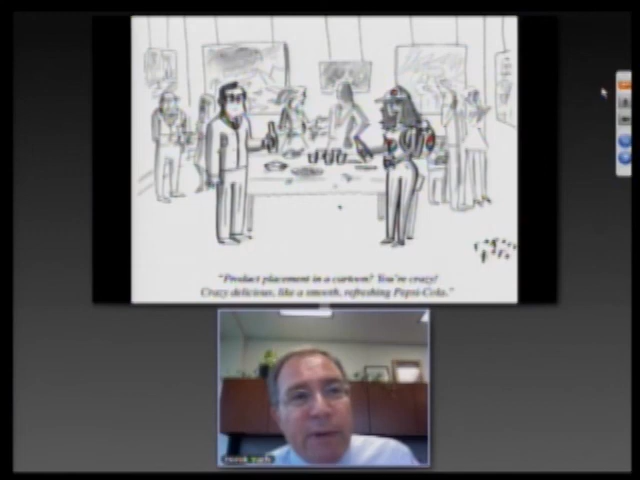 "Product placement in a cartoon? You're crazy!
Crazy delicious, like a smooth, refreshing Pepsi-Cola."